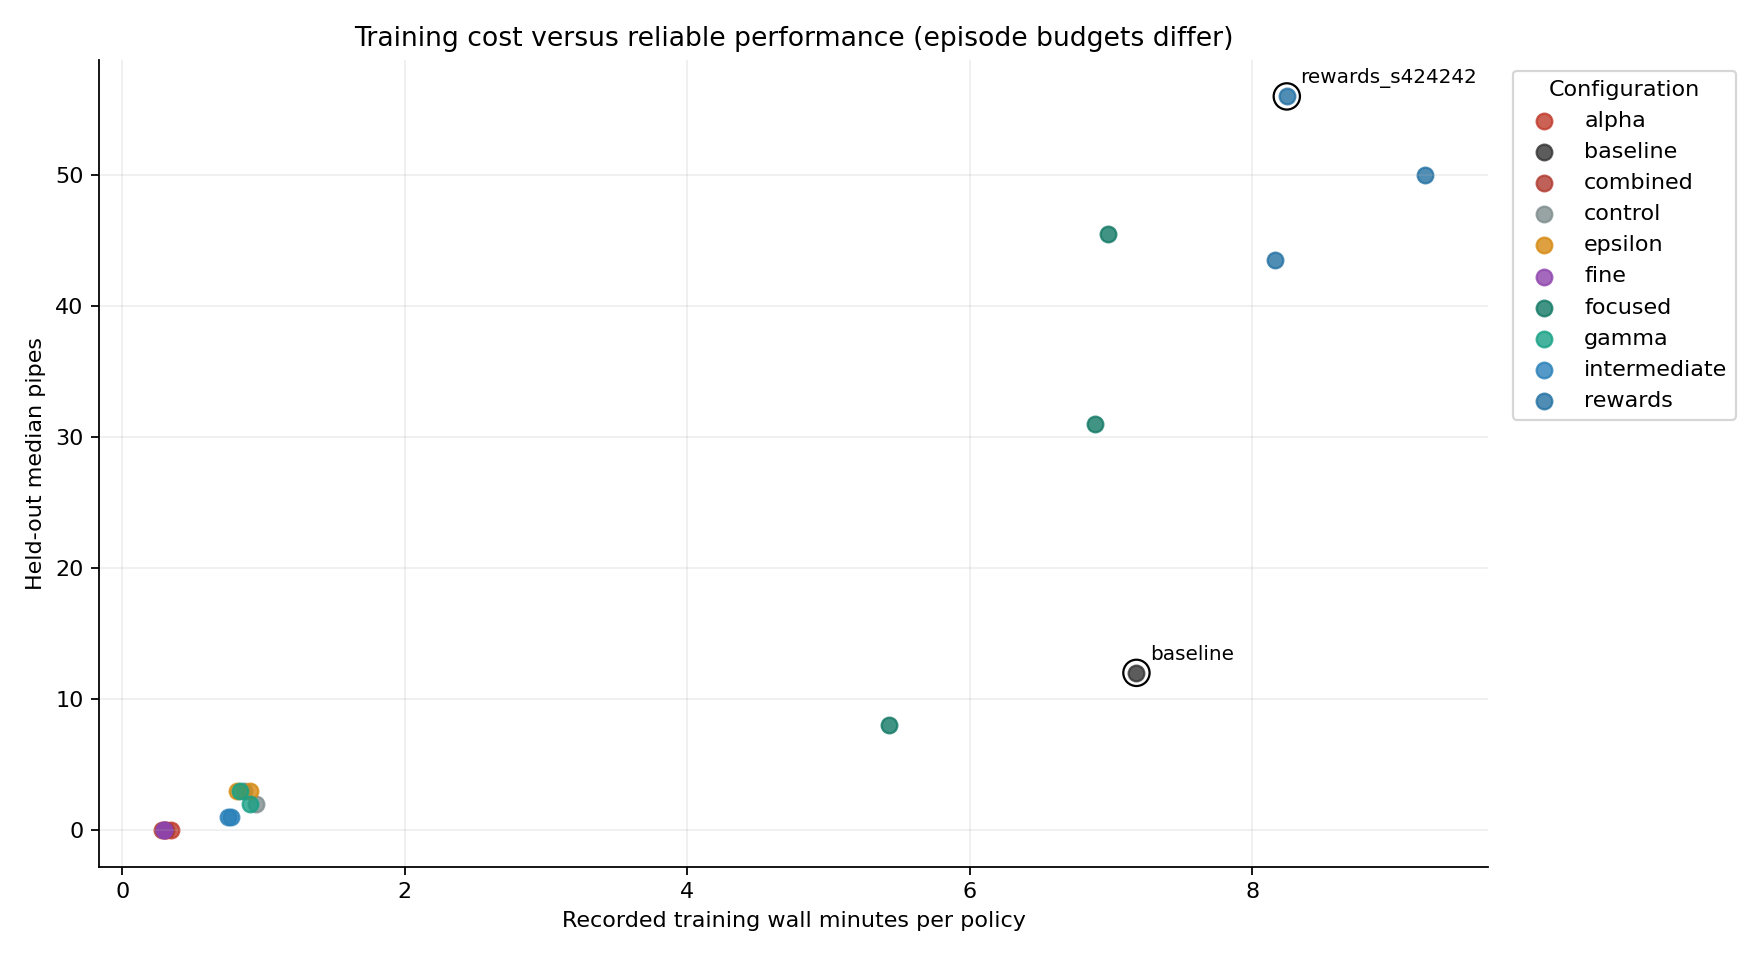 Training cost versus reliable performance (episode budgets differ)
rewards_s424242
baseline
Held-out median pipes
50
40
30
20
10
0
0 2 4 6 8
Recorded training wall minutes per policy
Configuration
alpha
baseline
combined
control
epsilon
fine
focused
gamma
intermediate
rewards